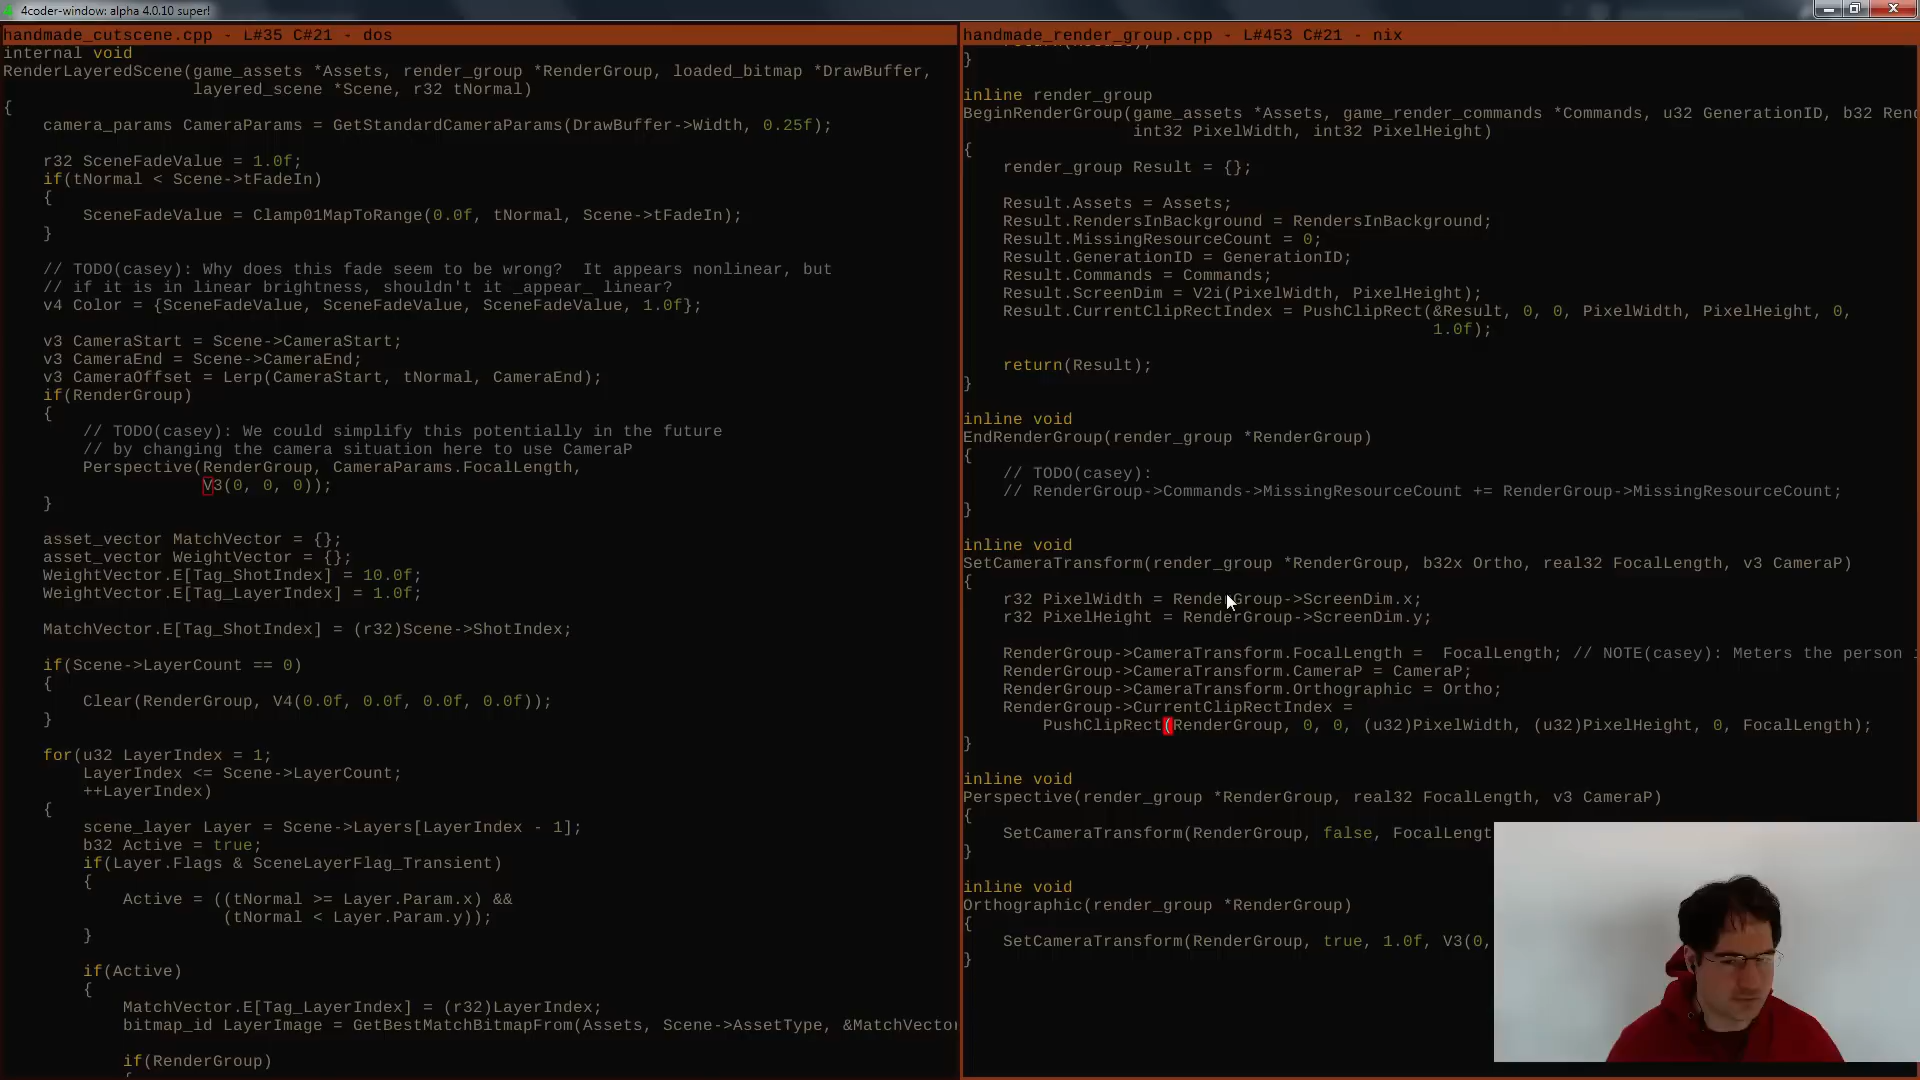 4coder-window: alpha 4.0.10 super!
handmade_cutscene.cpp - L#35 C#21 - dos
internal void
RenderLayeredScene(game_assets *Assets, render_group *RenderGroup, loaded_bitmap *DrawBuffer,
                   layered_scene *Scene, r32 tNormal)
{
    camera_params CameraParams = GetStandardCameraParams(DrawBuffer->Width, 0.25f);
    r32 SceneFadeValue = 1.0f;
    if(tNormal < Scene->tFadeIn)
    {
        SceneFadeValue = Clamp01MapToRange(0.0f, tNormal, Scene->tFadeIn);
    }
    // TODO(casey): Why does this fade seem to be wrong?  It appears nonlinear, but
    // if it is in linear brightness, shouldn't it _appear_ linear?
    v4 Color = {SceneFadeValue, SceneFadeValue, SceneFadeValue, 1.0f};
    v3 CameraStart = Scene->CameraStart;
    v3 CameraEnd = Scene->CameraEnd;
    v3 CameraOffset = Lerp(CameraStart, tNormal, CameraEnd);
    if(RenderGroup)
    {
        // TODO(casey): We could simplify this potentially in the future
        // by changing the camera situation here to use CameraP
        Perspective(RenderGroup, CameraParams.FocalLength,
                    V3(0, 0, 0));
    }
    asset_vector MatchVector = {};
    asset_vector WeightVector = {};
    WeightVector.E[Tag_ShotIndex] = 10.0f;
    WeightVector.E[Tag_LayerIndex] = 1.0f;
    MatchVector.E[Tag_ShotIndex] = (r32)Scene->ShotIndex;
    if(Scene->LayerCount == 0)
    {
        Clear(RenderGroup, V4(0.0f, 0.0f, 0.0f, 0.0f));
    }
    for(u32 LayerIndex = 1;
        LayerIndex <= Scene->LayerCount;
        ++LayerIndex)
    {
        scene_layer Layer = Scene->Layers[LayerIndex - 1];
        b32 Active = true;
        if(Layer.Flags & SceneLayerFlag_Transient)
        {
            Active = ((tNormal >= Layer.Param.x) &&
                      (tNormal < Layer.Param.y));
        }
        if(Active)
        {
            MatchVector.E[Tag_LayerIndex] = (r32)LayerIndex;
            bitmap_id LayerImage = GetBestMatchBitmapFrom(Assets, Scene->AssetType, &MatchVector
            if(RenderGroup)
handmade_render_group.cpp - L#453 C#21 - nix
}
inline render_group
BeginRenderGroup(game_assets *Assets, game_render_commands *Commands, u32 GenerationID, b32 Rend
                 int32 PixelWidth, int32 PixelHeight)
{
    render_group Result = {};
    Result.Assets = Assets;
    Result.RendersInBackground = RendersInBackground;
    Result.MissingResourceCount = 0;
    Result.GenerationID = GenerationID;
    Result.Commands = Commands;
    Result.ScreenDim = V2i(PixelWidth, PixelHeight);
    Result.CurrentClipRectIndex = PushClipRect(&Result, 0, 0, PixelWidth, PixelHeight, 0,
                                               1.0f);
    return(Result);
}
inline void
EndRenderGroup(render_group *RenderGroup)
{
    // TODO(casey):
    // RenderGroup->Commands->MissingResourceCount += RenderGroup->MissingResourceCount;
}
inline void
SetCameraTransform(render_group *RenderGroup, b32x Ortho, real32 FocalLength, v3 CameraP)
{
    r32 PixelWidth = RenderGroup->ScreenDim.x;
    r32 PixelHeight = RenderGroup->ScreenDim.y;
    RenderGroup->CameraTransform.FocalLength =  FocalLength; // NOTE(casey): Meters the person
    RenderGroup->CameraTransform.CameraP = CameraP;
    RenderGroup->CameraTransform.Orthographic = Ortho;
    RenderGroup->CurrentClipRectIndex =
        PushClipRect(RenderGroup, 0, 0, (u32)PixelWidth, (u32)PixelHeight, 0, FocalLength);
}
inline void
Perspective(render_group *RenderGroup, real32 FocalLength, v3 CameraP)
{
    SetCameraTransform(RenderGroup, false, FocalLengt
}
inline void
Orthographic(render_group *RenderGroup)
{
    SetCameraTransform(RenderGroup, true, 1.0f, V3(0,
}